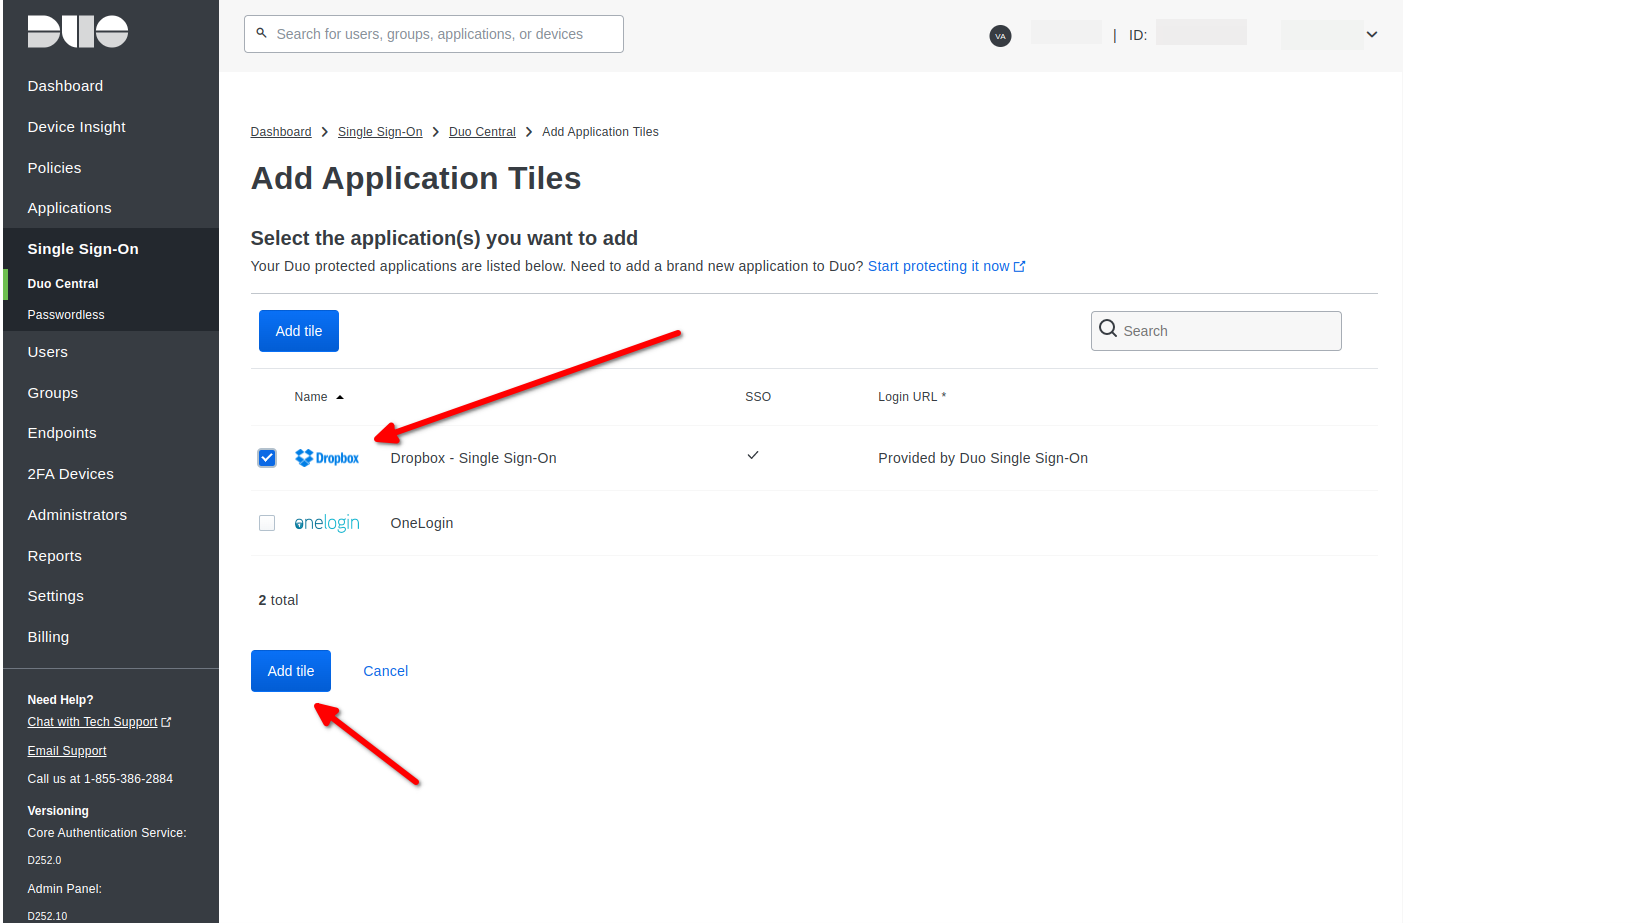 DUO
Dashboard
Device Insight
Policies
Applications
Single Sign-On
Duo Central
Passwordless
Users
Groups
Endpoints
2FA Devices
Administrators
Reports
Settings
Billing
Need Help?
Chat with Tech Support
Email Support
Call us at 1-855-386-2884
Versioning
Core Authentication Service:
D252.0
Admin Panel:
D252.10
Search for users, groups, applications, or devices
VA | ID:
Dashboard Single Sign-On Duo Central Add Application Tiles
Add Application Tiles
Select the application(s) you want to add
Your Duo protected applications are listed below. Need to add a brand new application to Duo? Start protecting it now
Add tile Search
Name SSO Login URL *
Dropbox Dropbox - Single Sign-On Provided by Duo Single Sign-On
onelogin OneLogin
2 total
Add tile Cancel